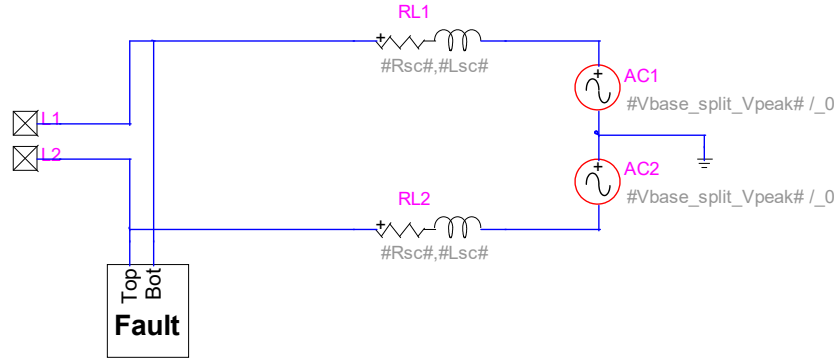 RL1
+
#Rsc#,#Lsc#
+
AC1
#Vbase_split_Vpeak# /_0
L1
L2
+
AC2
#Vbase_split_Vpeak# /_0
RL2
+
#Rsc#,#Lsc#
Top
Bot
Fault